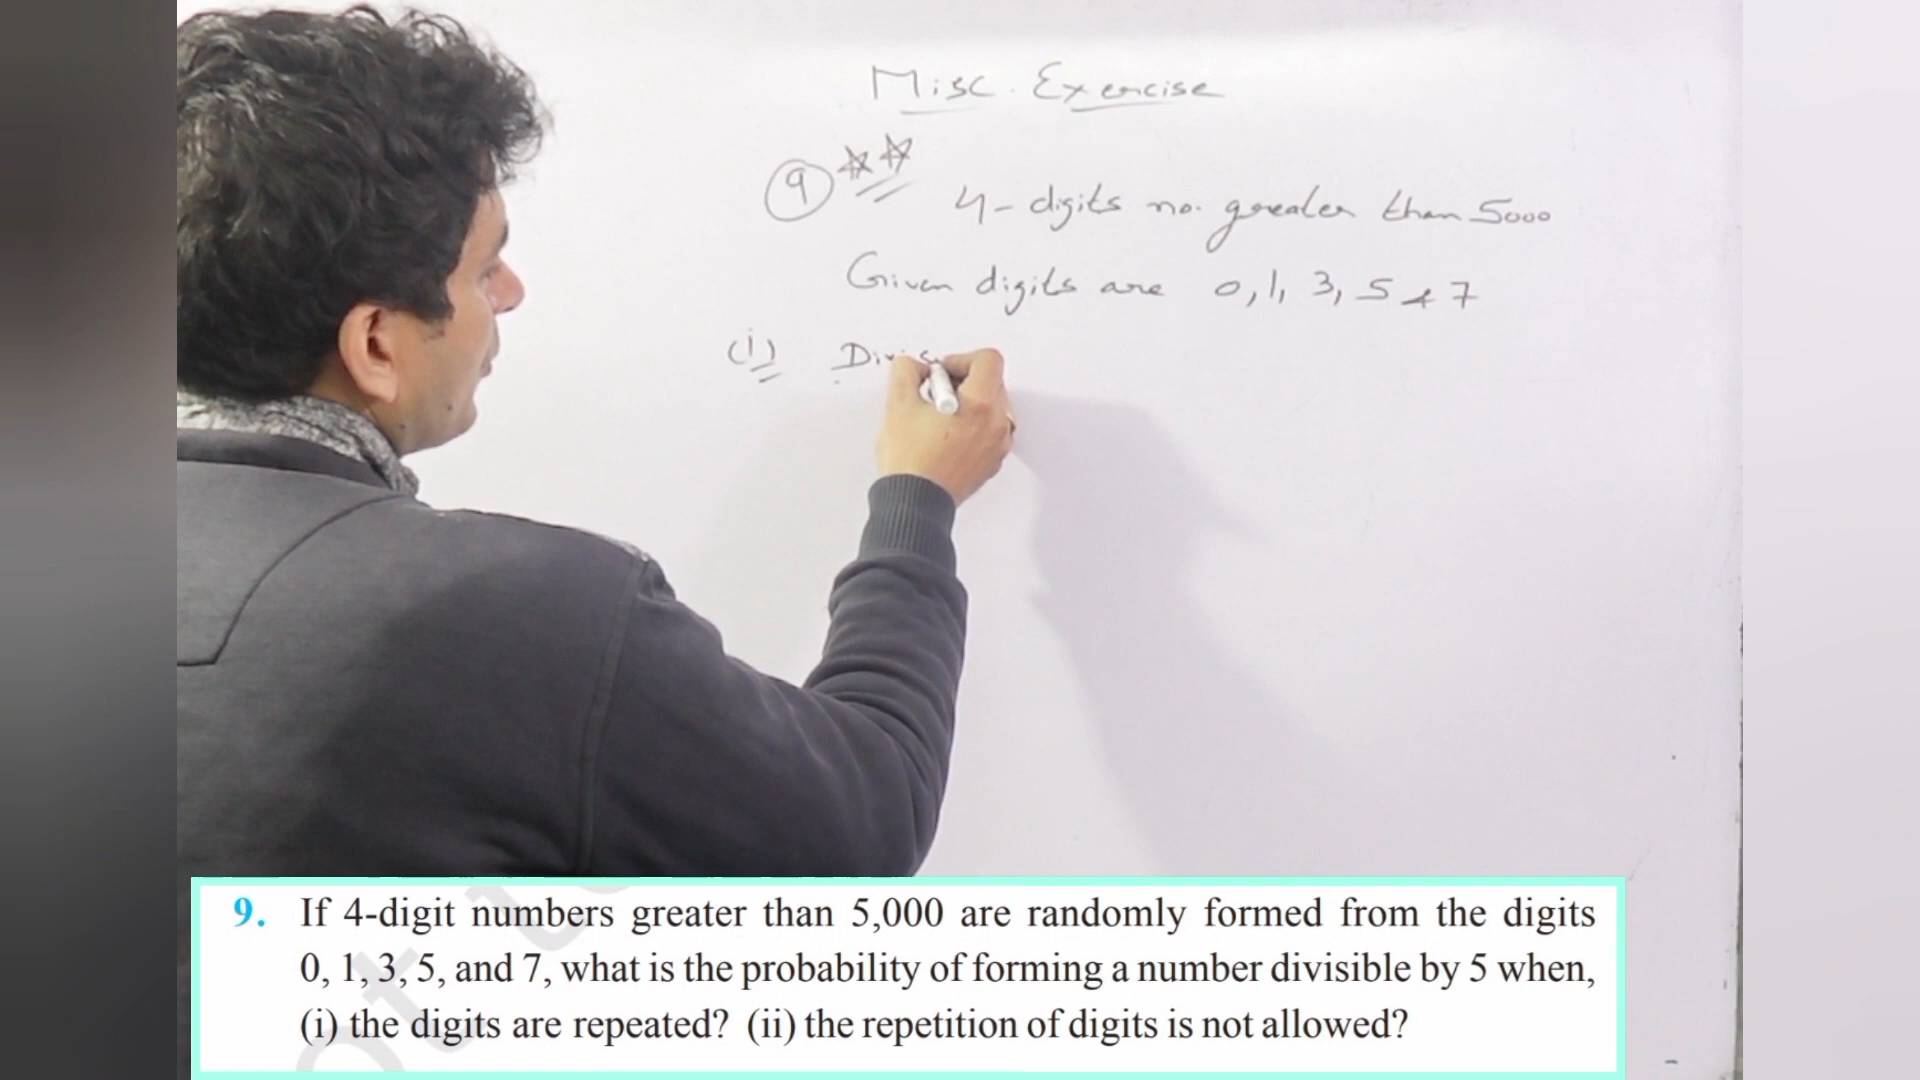 Misc. Exercise
9 4-digits no. greater than 5000
Given digits are 0, 1, 3, 5 & 7
(i) Divis
9. If 4-digit numbers greater than 5,000 are randomly formed from the digits
0, 1, 3, 5, and 7, what is the probability of forming a number divisible by 5 when,
(i) the digits are repeated? (ii) the repetition of digits is not allowed?